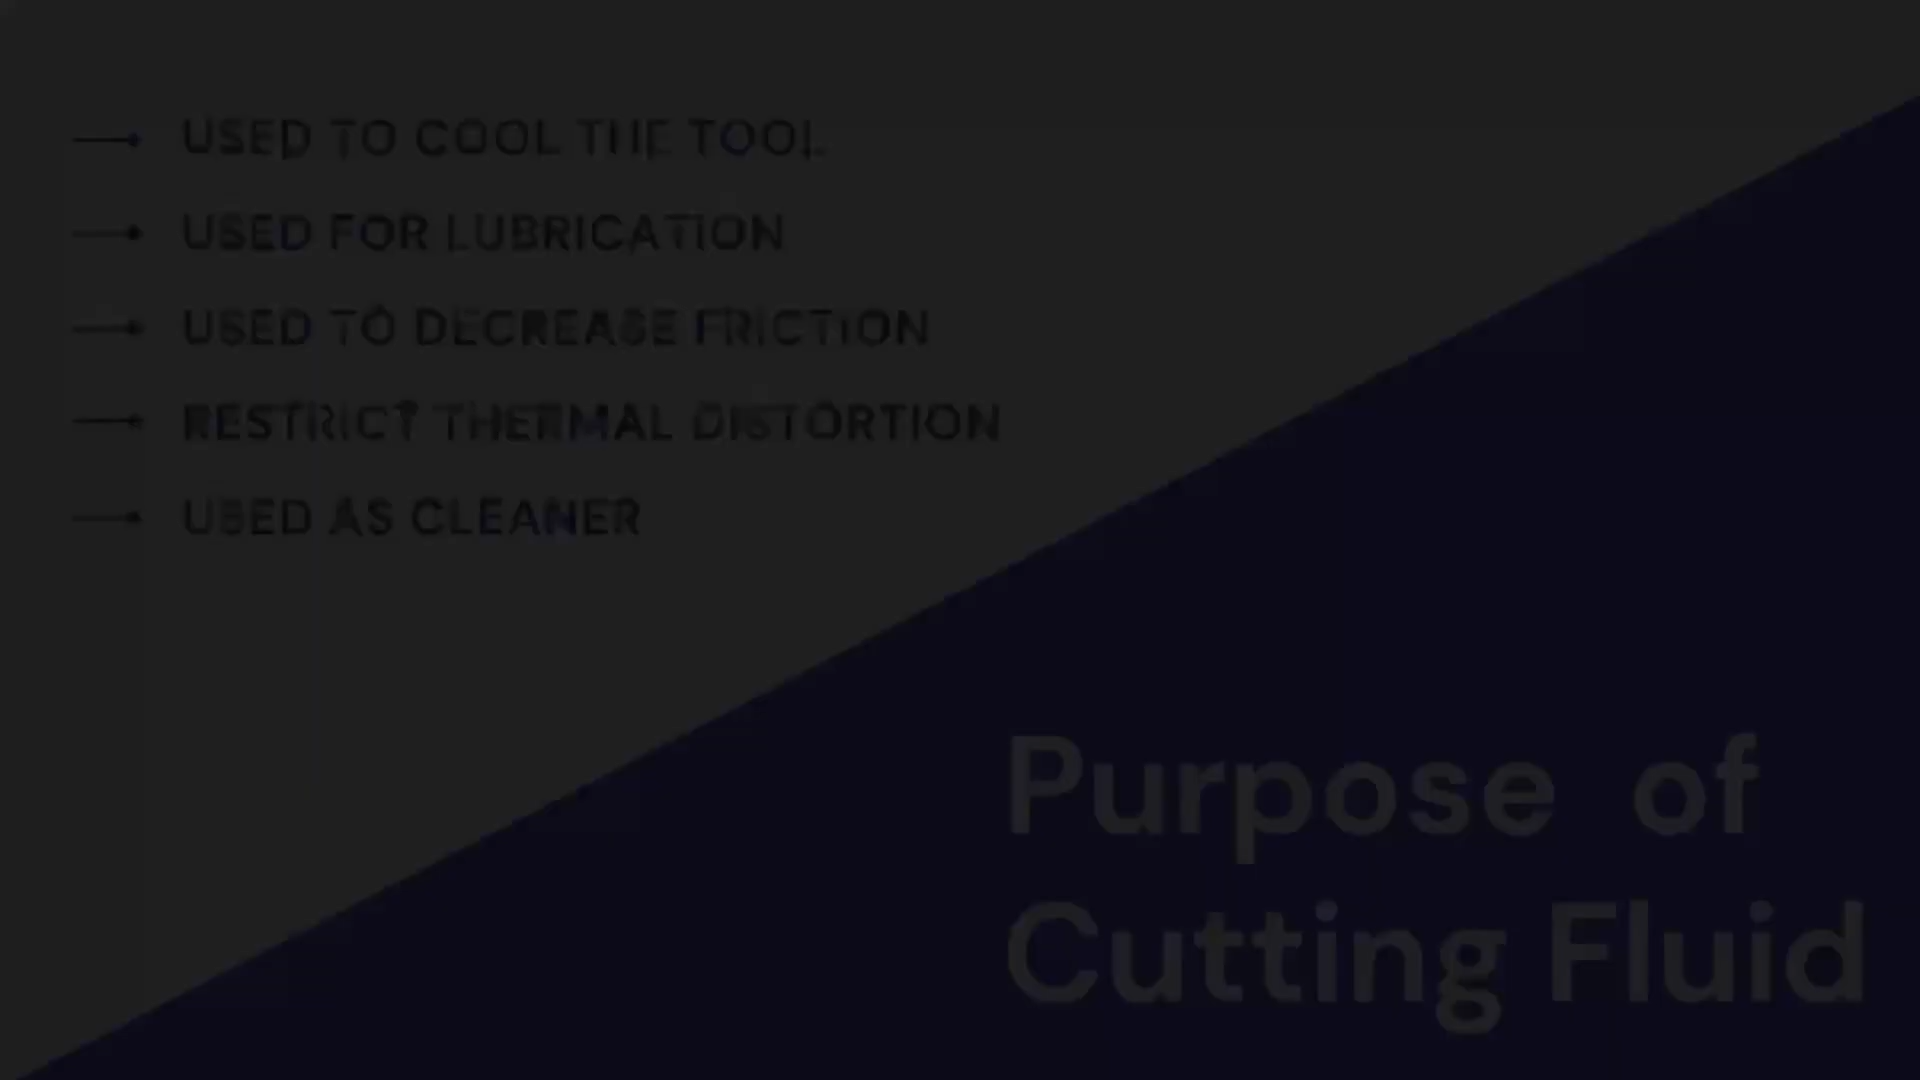 USED TO COOL THE TOOL
USED FOR LUBRICATION
USED TO DECREASE FRICTION
RESTRICT THERMAL DISTORTION
USED AS CLEANER
Purpose of
Cutting Fluid